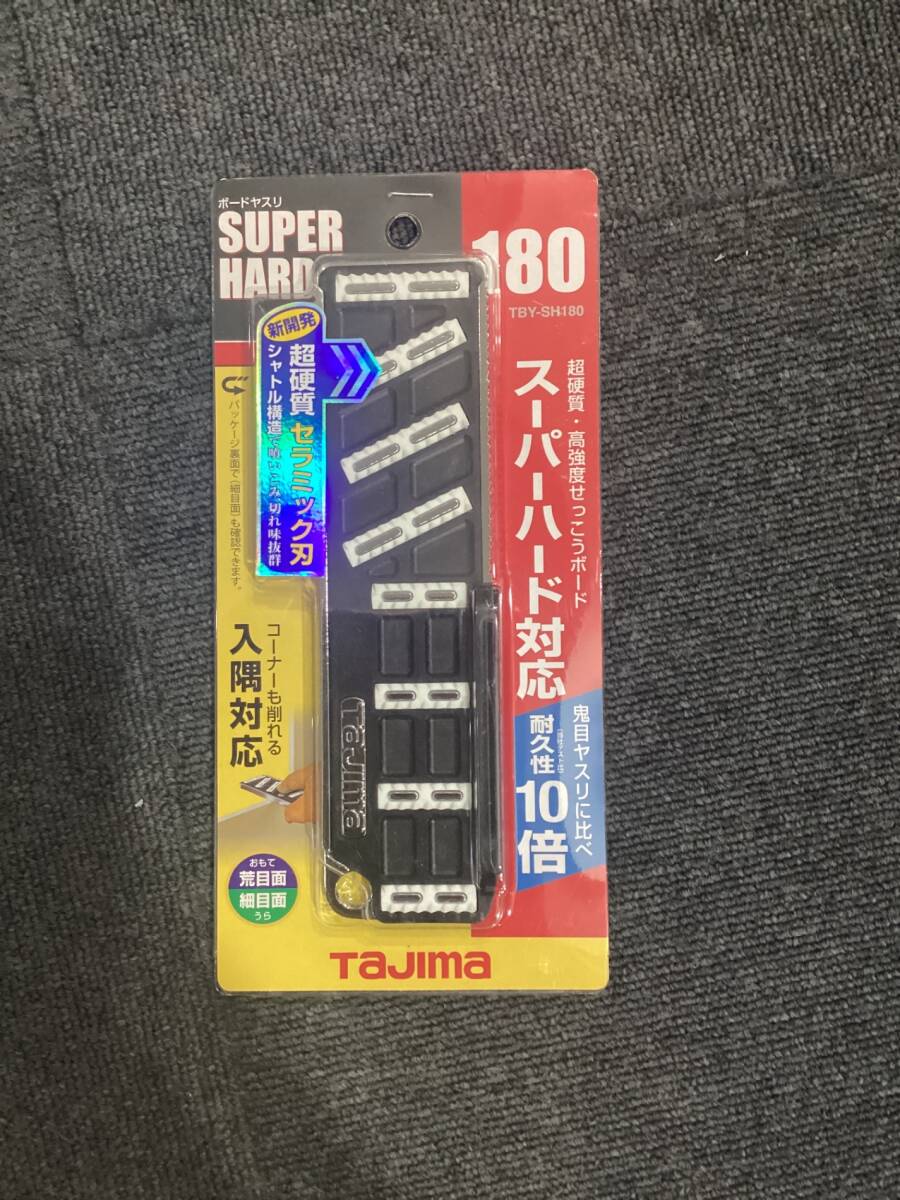 ボードヤスリ
SUPER
HARD
180
TBY-SH180
新開発
超硬質 セラミック刃
シャトル構造で喰いこみ、切れ味抜群
パッケージ裏面で(細目面)も確認できます。
超硬質・高強度せっこうボード
スーパーハード対応
鬼目ヤスリに比べ
耐久性
10倍
コーナーも削れる
入隅対応
おもて
荒目面
細目面
うら
TaJima
TaJima